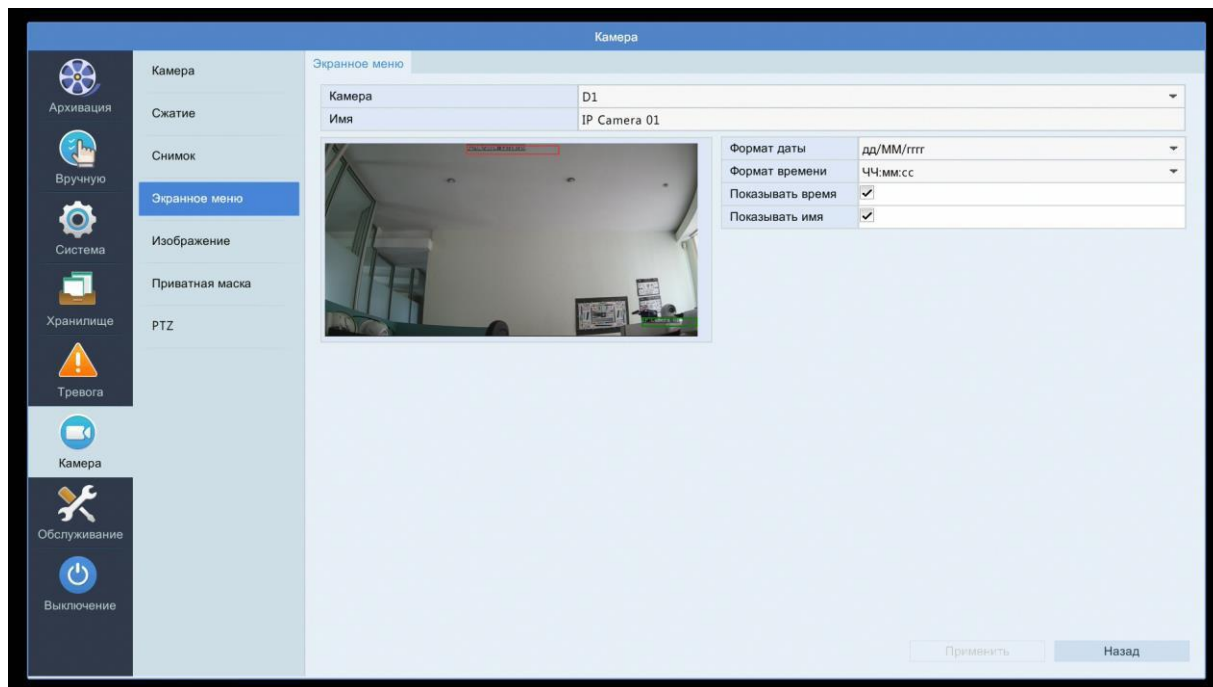 Камера
Архивация
Вручную
Система
Хранилище
Тревога
Камера
Обслуживание
Выключение
Камера
Сжатие
Снимок
Экранное меню
Изображение
Приватная маска
PTZ
Экранное меню
Камера D1
Имя IP Camera 01
Формат даты дд/ММ/гггг
Формат времени ЧЧ:мм:сс
Показывать время
Показывать имя
Применить Назад